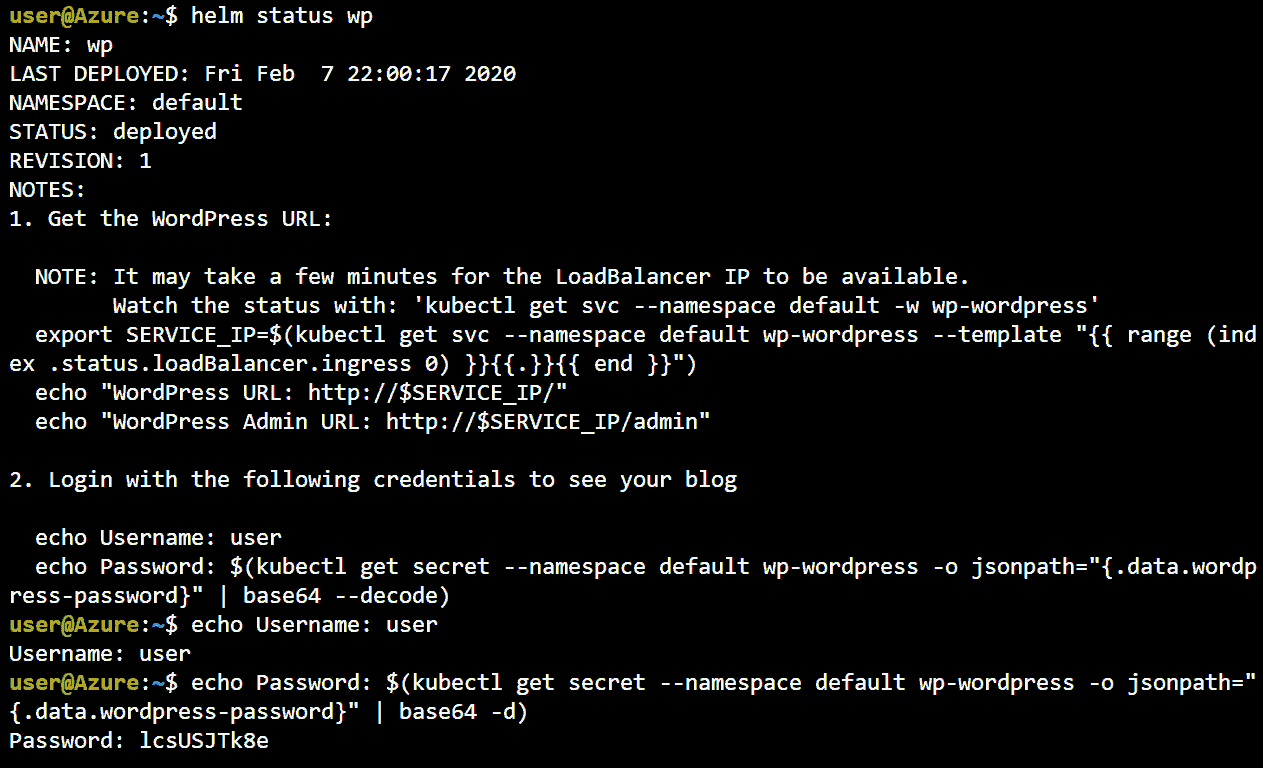 user@Azure:~$ helm status wp
NAME: wp
LAST DEPLOYED: Fri Feb  7 22:00:17 2020
NAMESPACE: default
STATUS: deployed
REVISION: 1
NOTES:
1. Get the WordPress URL:

  NOTE: It may take a few minutes for the LoadBalancer IP to be available.
        Watch the status with: 'kubectl get svc --namespace default -w wp-wordpress'
  export SERVICE_IP=$(kubectl get svc --namespace default wp-wordpress --template "{{ range (ind
ex .status.loadBalancer.ingress 0) }}{{.}}{{ end }}")
  echo "WordPress URL: http://$SERVICE_IP/"
  echo "WordPress Admin URL: http://$SERVICE_IP/admin"

2. Login with the following credentials to see your blog

  echo Username: user
  echo Password: $(kubectl get secret --namespace default wp-wordpress -o jsonpath="{.data.wordp
ress-password}" | base64 --decode)
user@Azure:~$ echo Username: user
Username: user
user@Azure:~$ echo Password: $(kubectl get secret --namespace default wp-wordpress -o jsonpath="
{.data.wordpress-password}" | base64 -d)
Password: lcsUSJTk8e